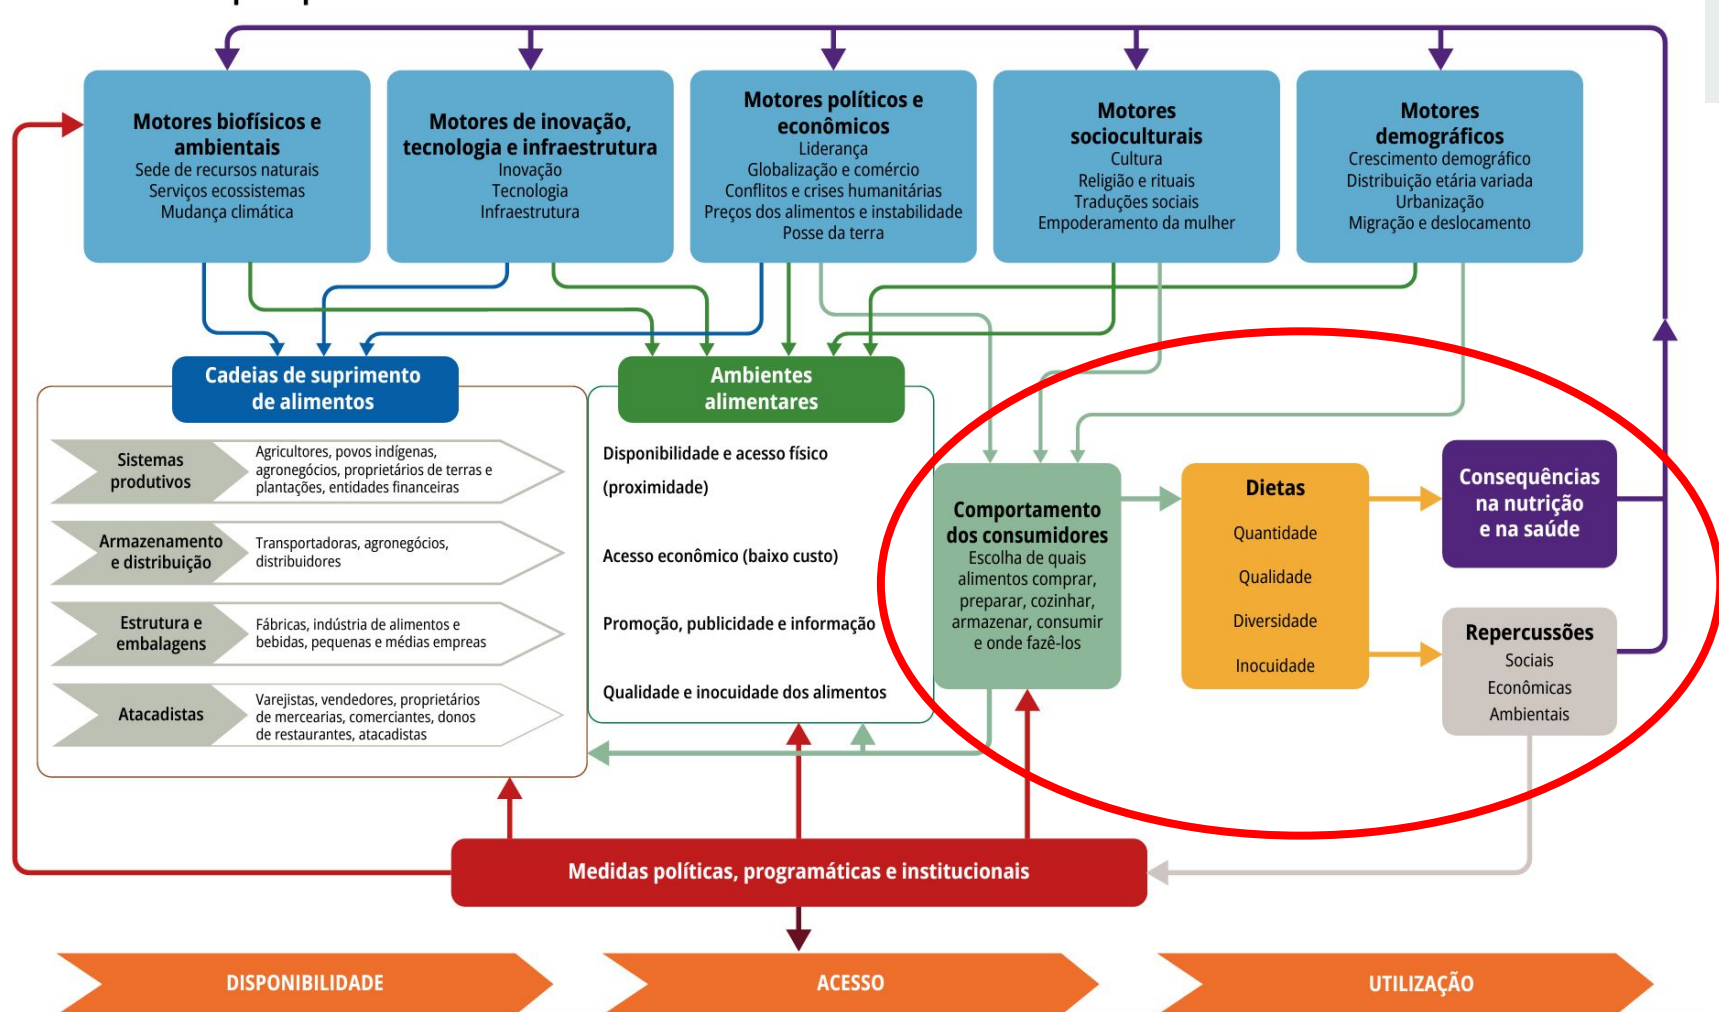 Motores biofísicos e
ambientais
Sede de recursos naturais
Serviços ecossistemas
Mudança climática
Motores de inovação,
tecnologia e infraestrutura
Inovação
Tecnologia
Infraestrutura
Motores políticos e
econômicos
Liderança
Globalização e comércio
Conflitos e crises humanitárias
Preços dos alimentos e instabilidade
Posse da terra
Motores
socioculturais
Cultura
Religião e rituais
Traduções sociais
Empoderamento da mulher
Motores
demográficos
Crescimento demográfico
Distribuição etária variada
Urbanização
Migração e deslocamento
Cadeias de suprimento
de alimentos
Sistemas
produtivos
Agricultores, povos indígenas,
agronegócios, proprietários de terras e
plantações, entidades financeiras
Armazenamento
e distribuição
Transportadoras, agronegócios,
distribuidores
Estrutura e
embalagens
Fábricas, indústria de alimentos e
bebidas, pequenas e médias empreas
Atacadistas
Varejistas, vendedores, proprietários
de mercearias, comerciantes, donos
de restaurantes, atacadistas
Ambientes
alimentares
Disponibilidade e acesso físico
(proximidade)
Acesso econômico (baixo custo)
Promoção, publicidade e informação
Qualidade e inocuidade dos alimentos
Comportamento
dos consumidores
Escolha de quais
alimentos comprar,
preparar, cozinhar,
armazenar, consumir
e onde fazê-los
Dietas
Quantidade
Qualidade
Diversidade
Inocuidade
Consequências
na nutrição
e na saúde
Repercussões
Sociais
Econômicas
Ambientais
Medidas políticas, programáticas e institucionais
DISPONIBILIDADE
ACESSO
UTILIZAÇÃO